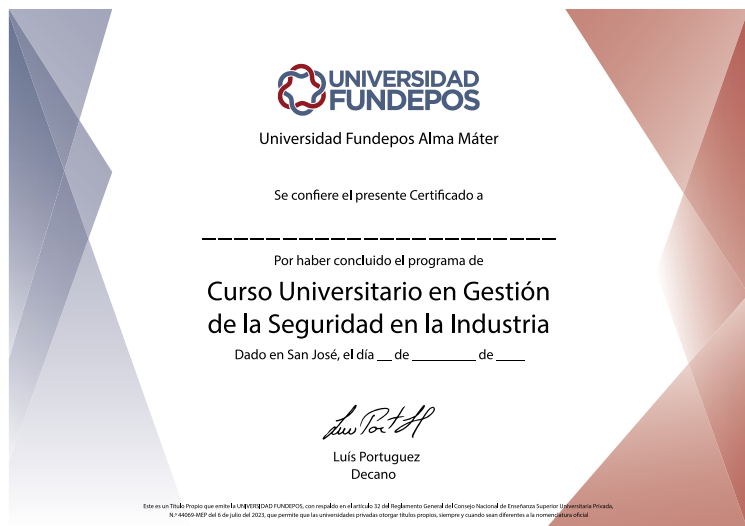 UNIVERSIDAD
FUNDEPOS
Universidad Fundepos Alma Máter
Se confiere el presente Certificado a
Por haber concluido el programa de
Curso Universitario en Gestión
de la Seguridad en la Industria
Dado en San José, el día __ de _________ de ____
Luís Portuguez
Decano
Este es un Título Propio que emite la UNIVERSIDAD FUNDEPOS, con respaldo en el artículo 32 del Reglamento General del Consejo Nacional de Enseñanza Superior Universitaria Privada,
N.º 44069-MEP del 6 de julio del 2023, que permite que las universidades privadas otorgar títulos propios, siempre y cuando sean diferentes a la nomenclatura oficial